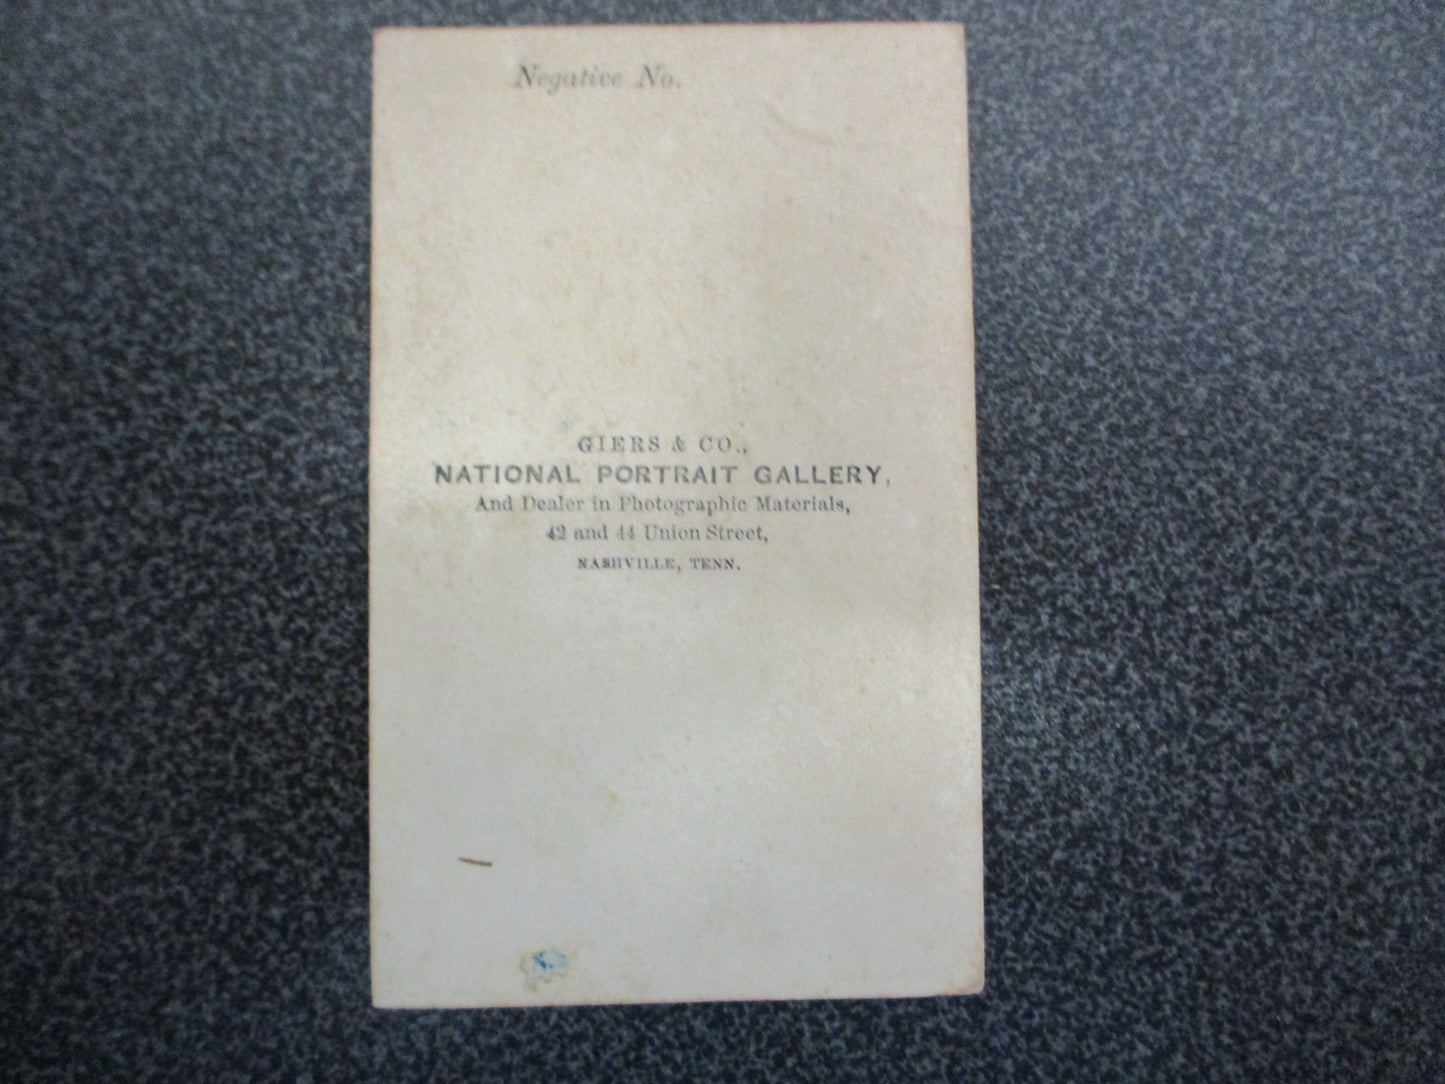 Negative No.
GIERS & CO.,
NATIONAL PORTRAIT GALLERY,
And Dealer in Photographic Materials,
42 and 44 Union Street,
NASHVILLE, TENN.